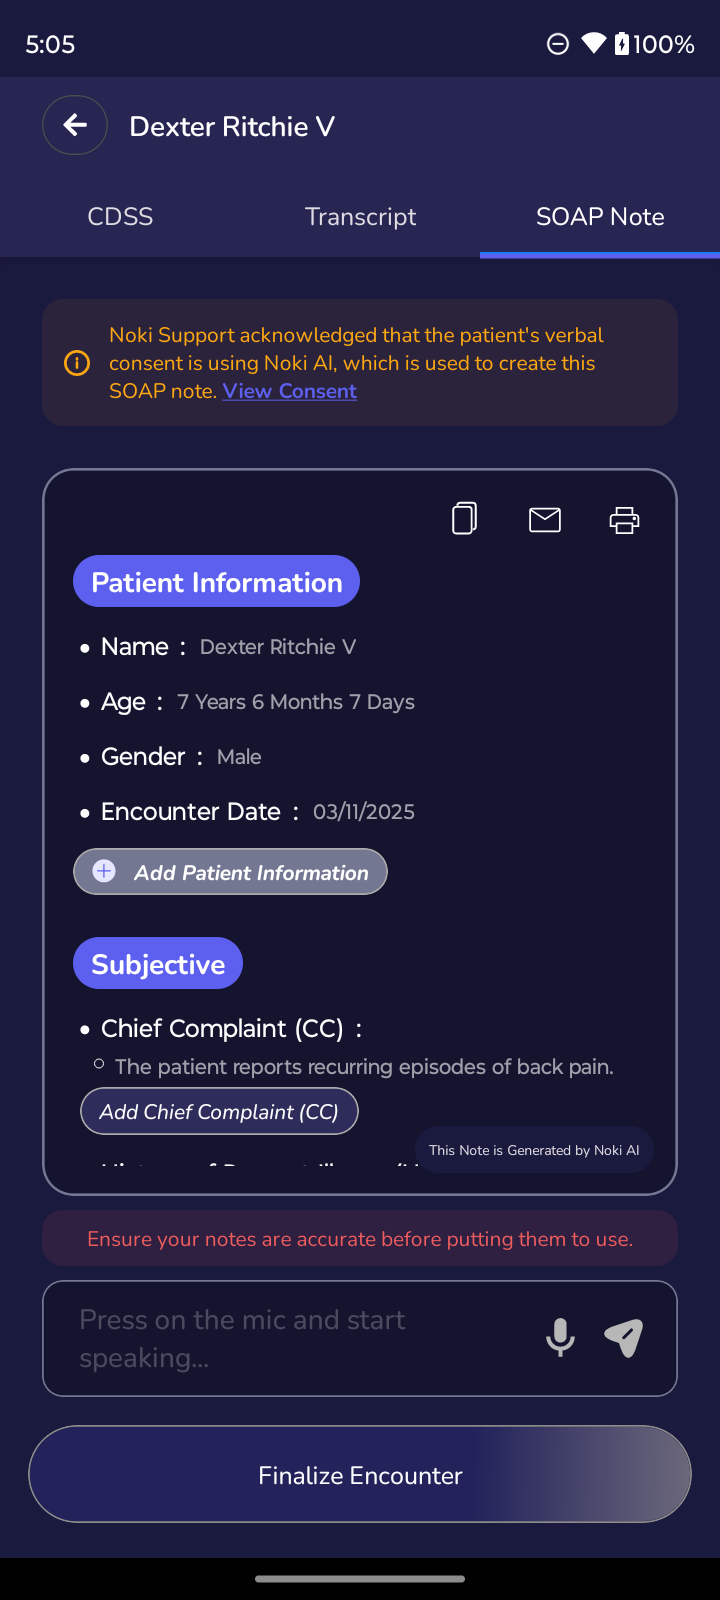 5:05
100%
Dexter Ritchie V
CDSS
Transcript
SOAP Note
Noki Support acknowledged that the patient's verbal
consent is using Noki AI, which is used to create this
SOAP note. View Consent
Patient Information
• Name : Dexter Ritchie V
• Age : 7 Years 6 Months 7 Days
• Gender : Male
• Encounter Date : 03/11/2025
Add Patient Information
Subjective
• Chief Complaint (CC) :
○ The patient reports recurring episodes of back pain.
Add Chief Complaint (CC)
This Note is Generated by Noki AI
Ensure your notes are accurate before putting them to use.
Press on the mic and start
speaking...
Finalize Encounter